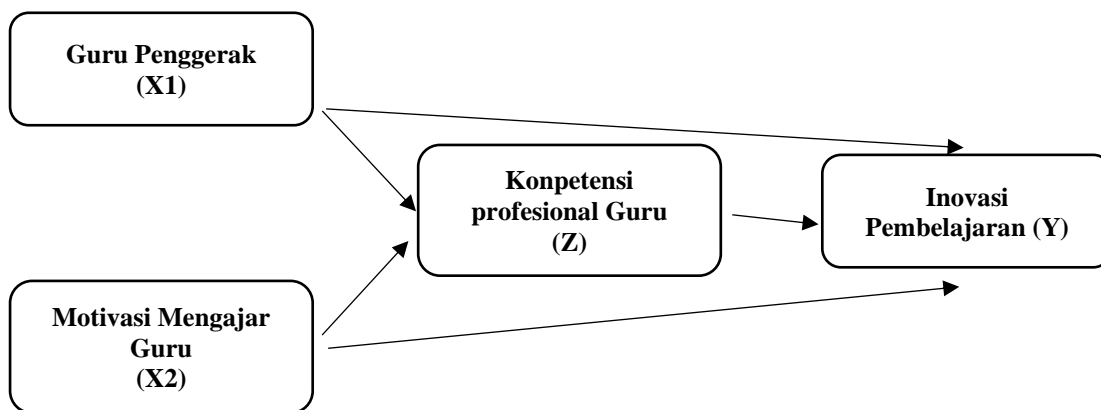 Guru Penggerak
(X1)
Konpetensi
profesional Guru
(Z)
Inovasi
Pembelajaran (Y)
Motivasi Mengajar
Guru
(X2)